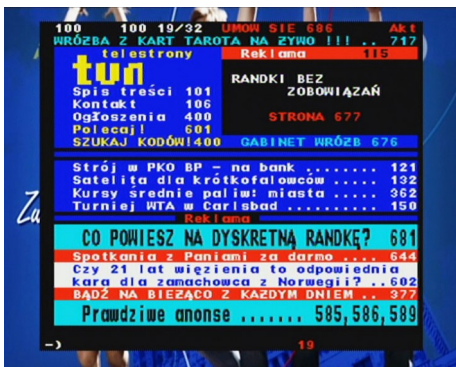 100 100 19/32 UMOW SIE 686 Akt
WRÓŻBA Z KART TAROTA NA ŻYWO !!! .. 717
telestrony
tvn
Reklama 1/5
RANDKI BEZ
ZOBOWIĄZAŃ
STRONA 677
Spis treści 101
Kontakt 106
Ogłoszenia 400
Polecaj! 601
SZUKAJ KODÓW!400 GABINET WRÓŻB 676
Strój w PKO BP – na bank ........ 121
Satelita dla krótkofalowców ..... 132
Kursy średnie paliw: miasta ..... 362
Turniej WTA w Carlsbad .......... 150
Reklama
CO POWIESZ NA DYSKRETNĄ RANDKĘ? 681
Spotkania z Paniami za darmo .... 644
Czy 21 lat więzienia to odpowiednia
kara dla zamachowca z Norwegii? ..602
BĄDŹ NA BIEŻĄCO Z KAŻDYM DNIEM .. 377
Prawdziwe anonse ....... 585,586,589
–) 19